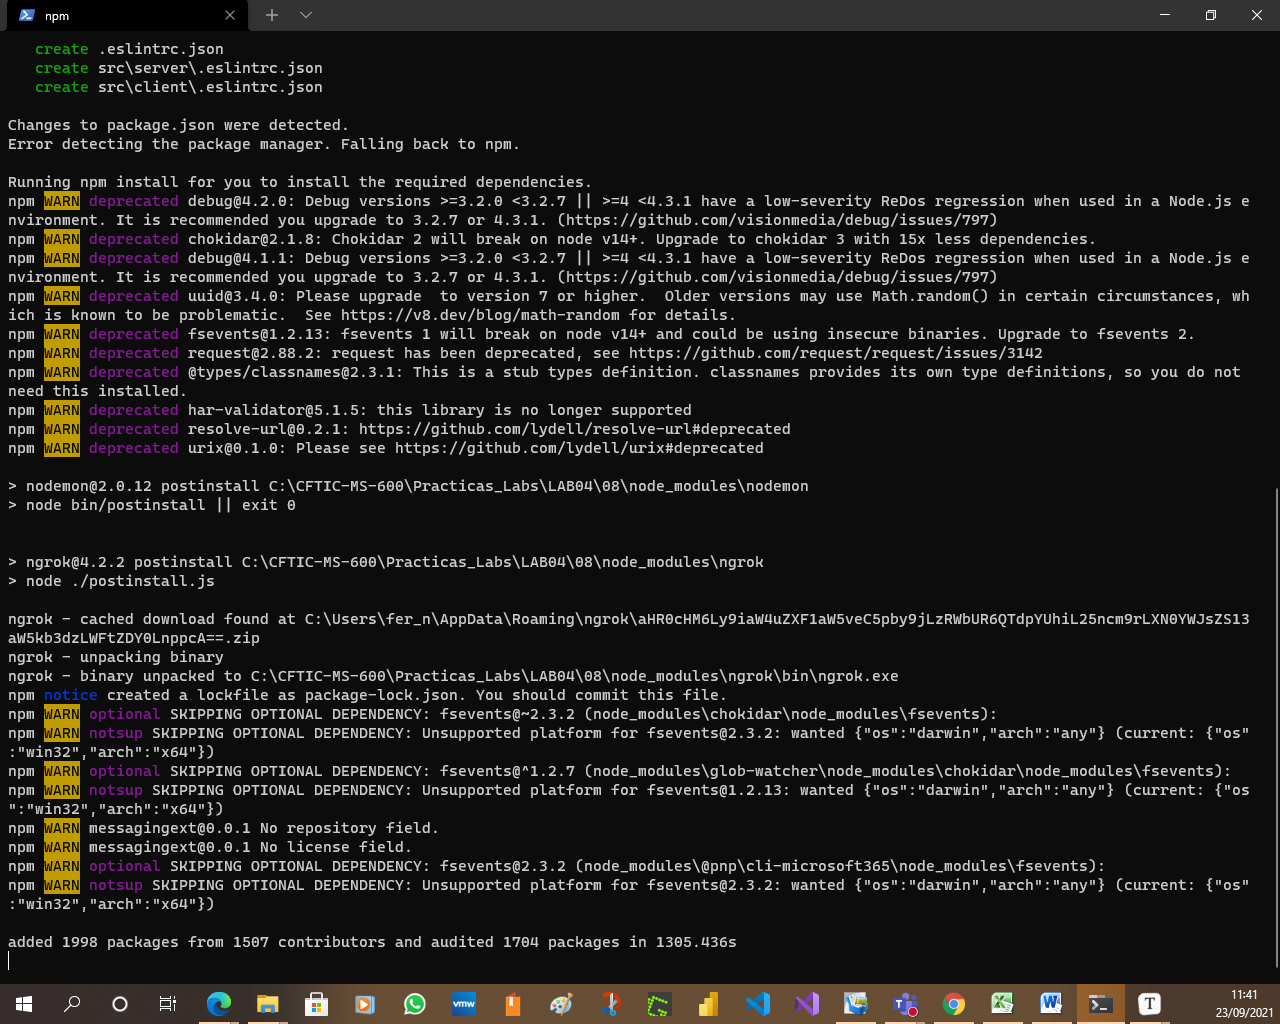 npm
create .eslintrc.json
create src\server\.eslintrc.json
create src\client\.eslintrc.json
Changes to package.json were detected.
Error detecting the package manager. Falling back to npm.
Running npm install for you to install the required dependencies.
npm WARN deprecated debug@4.2.0: Debug versions >=3.2.0 <3.2.7 || >=4 <4.3.1 have a low-severity ReDos regression when used in a Node.js e
nvironment. It is recommended you upgrade to 3.2.7 or 4.3.1. (https://github.com/visionmedia/debug/issues/797)
npm WARN deprecated chokidar@2.1.8: Chokidar 2 will break on node v14+. Upgrade to chokidar 3 with 15x less dependencies.
npm WARN deprecated debug@4.1.1: Debug versions >=3.2.0 <3.2.7 || >=4 <4.3.1 have a low-severity ReDos regression when used in a Node.js e
nvironment. It is recommended you upgrade to 3.2.7 or 4.3.1. (https://github.com/visionmedia/debug/issues/797)
npm WARN deprecated uuid@3.4.0: Please upgrade  to version 7 or higher.  Older versions may use Math.random() in certain circumstances, wh
ich is known to be problematic.  See https://v8.dev/blog/math-random for details.
npm WARN deprecated fsevents@1.2.13: fsevents 1 will break on node v14+ and could be using insecure binaries. Upgrade to fsevents 2.
npm WARN deprecated request@2.88.2: request has been deprecated, see https://github.com/request/request/issues/3142
npm WARN deprecated @types/classnames@2.3.1: This is a stub types definition. classnames provides its own type definitions, so you do not
need this installed.
npm WARN deprecated har-validator@5.1.5: this library is no longer supported
npm WARN deprecated resolve-url@0.2.1: https://github.com/lydell/resolve-url#deprecated
npm WARN deprecated urix@0.1.0: Please see https://github.com/lydell/urix#deprecated
> nodemon@2.0.12 postinstall C:\CFTIC-MS-600\Practicas_Labs\LAB04\08\node_modules\nodemon
> node bin/postinstall || exit 0
> ngrok@4.2.2 postinstall C:\CFTIC-MS-600\Practicas_Labs\LAB04\08\node_modules\ngrok
> node ./postinstall.js
ngrok - cached download found at C:\Users\fer_n\AppData\Roaming\ngrok\aHR0cHM6Ly9iaW4uZXF1aW5veC5pby9jLzRWbUR6QTdpYUhiL25ncm9rLXN0YWJsZS13
aW5kb3dzLWFtZDY0LnppcA==.zip
ngrok - unpacking binary
ngrok - binary unpacked to C:\CFTIC-MS-600\Practicas_Labs\LAB04\08\node_modules\ngrok\bin\ngrok.exe
npm notice created a lockfile as package-lock.json. You should commit this file.
npm WARN optional SKIPPING OPTIONAL DEPENDENCY: fsevents@~2.3.2 (node_modules\chokidar\node_modules\fsevents):
npm WARN notsup SKIPPING OPTIONAL DEPENDENCY: Unsupported platform for fsevents@2.3.2: wanted {"os":"darwin","arch":"any"} (current: {"os"
:"win32","arch":"x64"})
npm WARN optional SKIPPING OPTIONAL DEPENDENCY: fsevents@^1.2.7 (node_modules\glob-watcher\node_modules\chokidar\node_modules\fsevents):
npm WARN notsup SKIPPING OPTIONAL DEPENDENCY: Unsupported platform for fsevents@1.2.13: wanted {"os":"darwin","arch":"any"} (current: {"os
":"win32","arch":"x64"})
npm WARN messagingext@0.0.1 No repository field.
npm WARN messagingext@0.0.1 No license field.
npm WARN optional SKIPPING OPTIONAL DEPENDENCY: fsevents@2.3.2 (node_modules\@pnp\cli-microsoft365\node_modules\fsevents):
npm WARN notsup SKIPPING OPTIONAL DEPENDENCY: Unsupported platform for fsevents@2.3.2: wanted {"os":"darwin","arch":"any"} (current: {"os"
:"win32","arch":"x64"})
added 1998 packages from 1507 contributors and audited 1704 packages in 1305.436s
vmw
T
11:41
23/09/2021